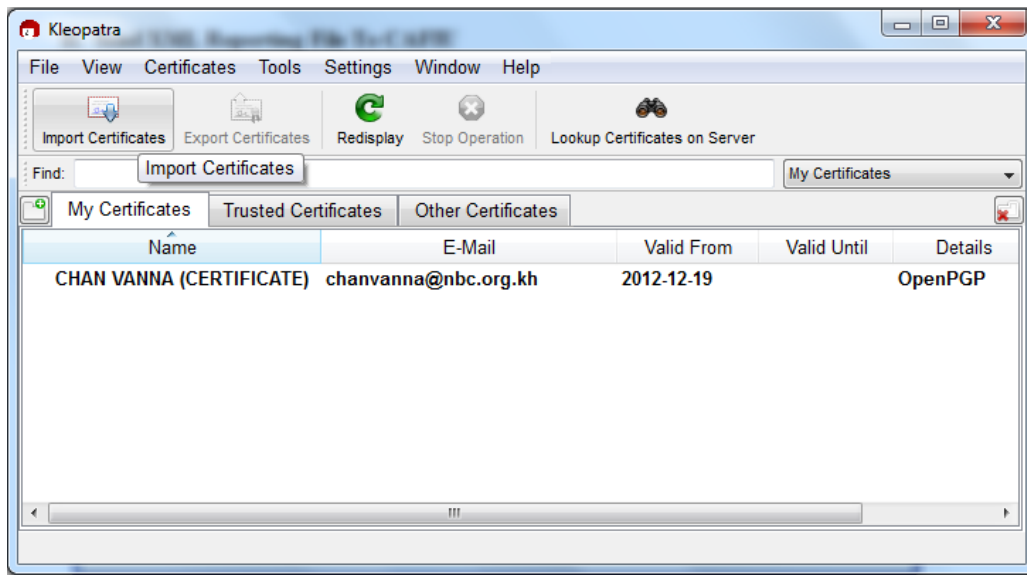 Kleopatra
File View Certificates Tools Settings Window Help
Import Certificates Export Certificates Redisplay Stop Operation Lookup Certificates on Server
Find: Import Certificates My Certificates
My Certificates Trusted Certificates Other Certificates
Name E-Mail Valid From Valid Until Details
CHAN VANNA (CERTIFICATE) chanvanna@nbc.org.kh 2012-12-19 OpenPGP